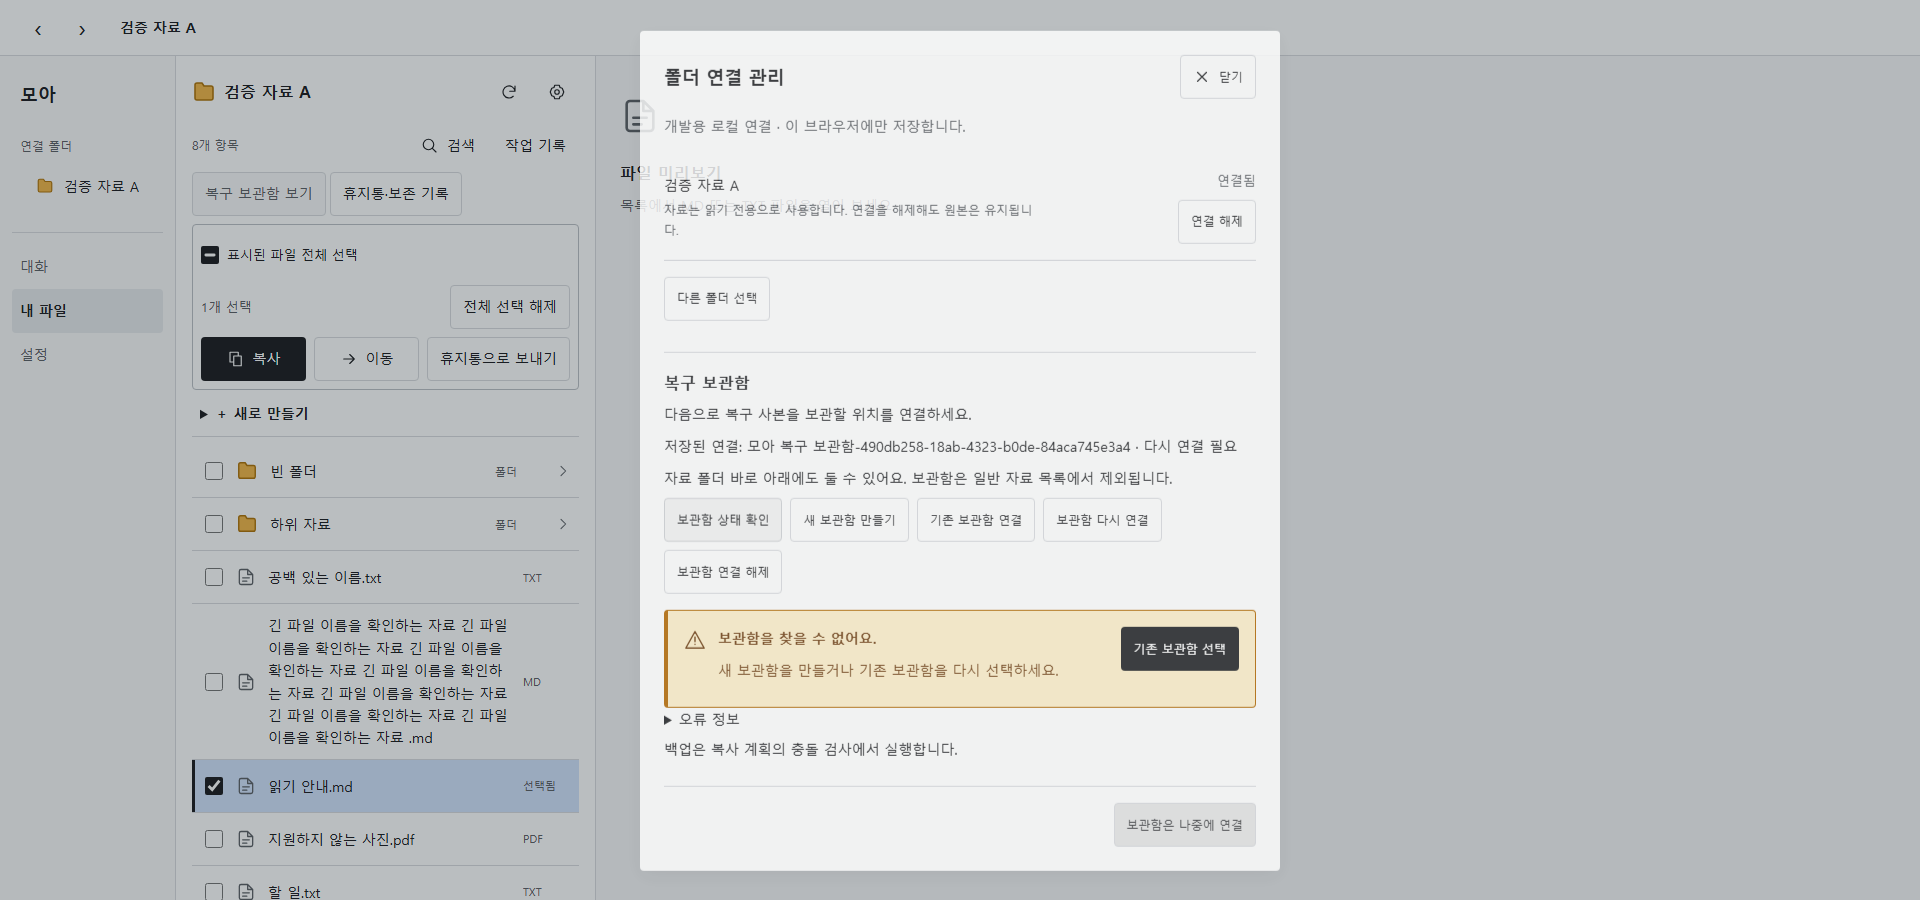 검증 자료 A
모아
연결 폴더
검증 자료 A
대화
내 파일
설정
검증 자료 A
8개 항목
검색
작업 기록
복구 보관함 보기
휴지통·보존 기록
표시된 파일 전체 선택
1개 선택
전체 선택 해제
복사
이동
휴지통으로 보내기
+ 새로 만들기
빈 폴더
폴더
하위 자료
폴더
공백 있는 이름.txt
TXT
긴 파일 이름을 확인하는 자료 긴 파일
이름을 확인하는 자료 긴 파일 이름을
확인하는 자료 긴 파일 이름을 확인하
는 자료 긴 파일 이름을 확인하는 자료
긴 파일 이름을 확인하는 자료 긴 파일
이름을 확인하는 자료 .md
MD
읽기 안내.md
선택됨
지원하지 않는 사진.pdf
PDF
할 일.txt
TXT
파일 미리보기
폴더 연결 관리
닫기
개발용 로컬 연결 · 이 브라우저에만 저장합니다.
검증 자료 A
연결됨
자료는 읽기 전용으로 사용합니다. 연결을 해제해도 원본은 유지됩니
다.
연결 해제
다른 폴더 선택
복구 보관함
다음으로 복구 사본을 보관할 위치를 연결하세요.
저장된 연결: 모아 복구 보관함-490db258-18ab-4323-b0de-84aca745e3a4 · 다시 연결 필요
자료 폴더 바로 아래에도 둘 수 있어요. 보관함은 일반 자료 목록에서 제외됩니다.
보관함 상태 확인
새 보관함 만들기
기존 보관함 연결
보관함 다시 연결
보관함 연결 해제
보관함을 찾을 수 없어요.
새 보관함을 만들거나 기존 보관함을 다시 선택하세요.
기존 보관함 선택
오류 정보
백업은 복사 계획의 충돌 검사에서 실행합니다.
보관함은 나중에 연결